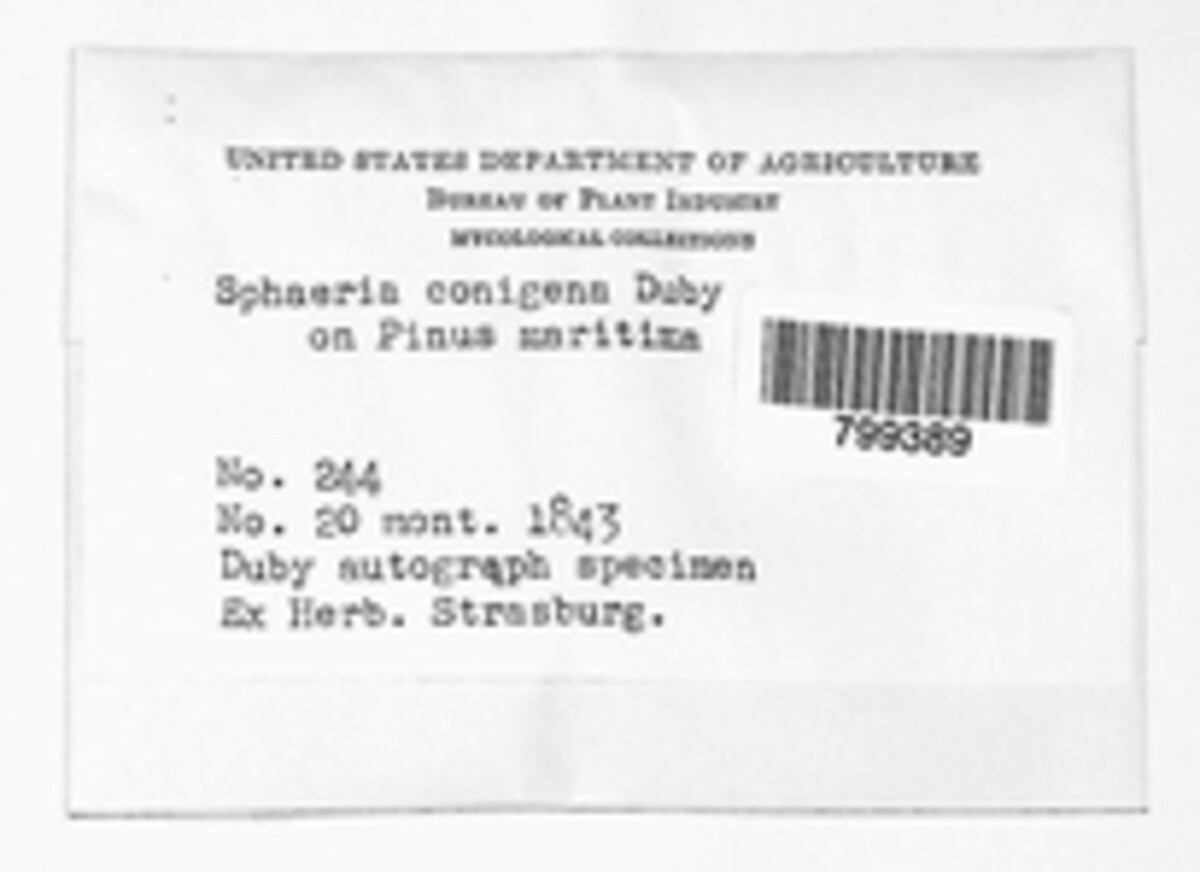 UNITED STATES DEPARTMENT OF AGRICULTURE
BUREAU OF PLANT INDUSTRY
MYCOLOGICAL COLLECTIONS
Sphaeria conigena Duby
on Pinus maritima
799389
No. 244
No. 20 mont. 1843
Duby autograph specimen
Ex Herb. Strasburg.